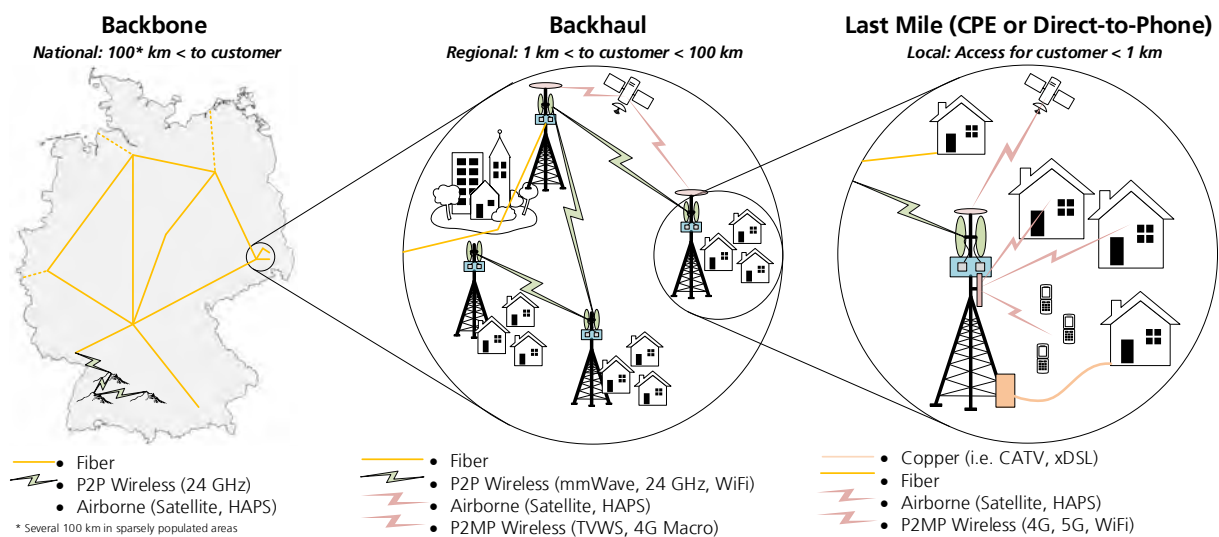 Backbone
National: 100* km < to customer
• Fiber
• P2P Wireless (24 GHz)
• Airborne (Satellite, HAPS)
* Several 100 km in sparsely populated areas
Backhaul
Regional: 1 km < to customer < 100 km
• Fiber
• P2P Wireless (mmWave, 24 GHz, WiFi)
• Airborne (Satellite, HAPS)
• P2MP Wireless (TVWS, 4G Macro)
Last Mile (CPE or Direct-to-Phone)
Local: Access for customer < 1 km
• Copper (i.e. CATV, xDSL)
• Fiber
• Airborne (Satellite, HAPS)
• P2MP Wireless (4G, 5G, WiFi)